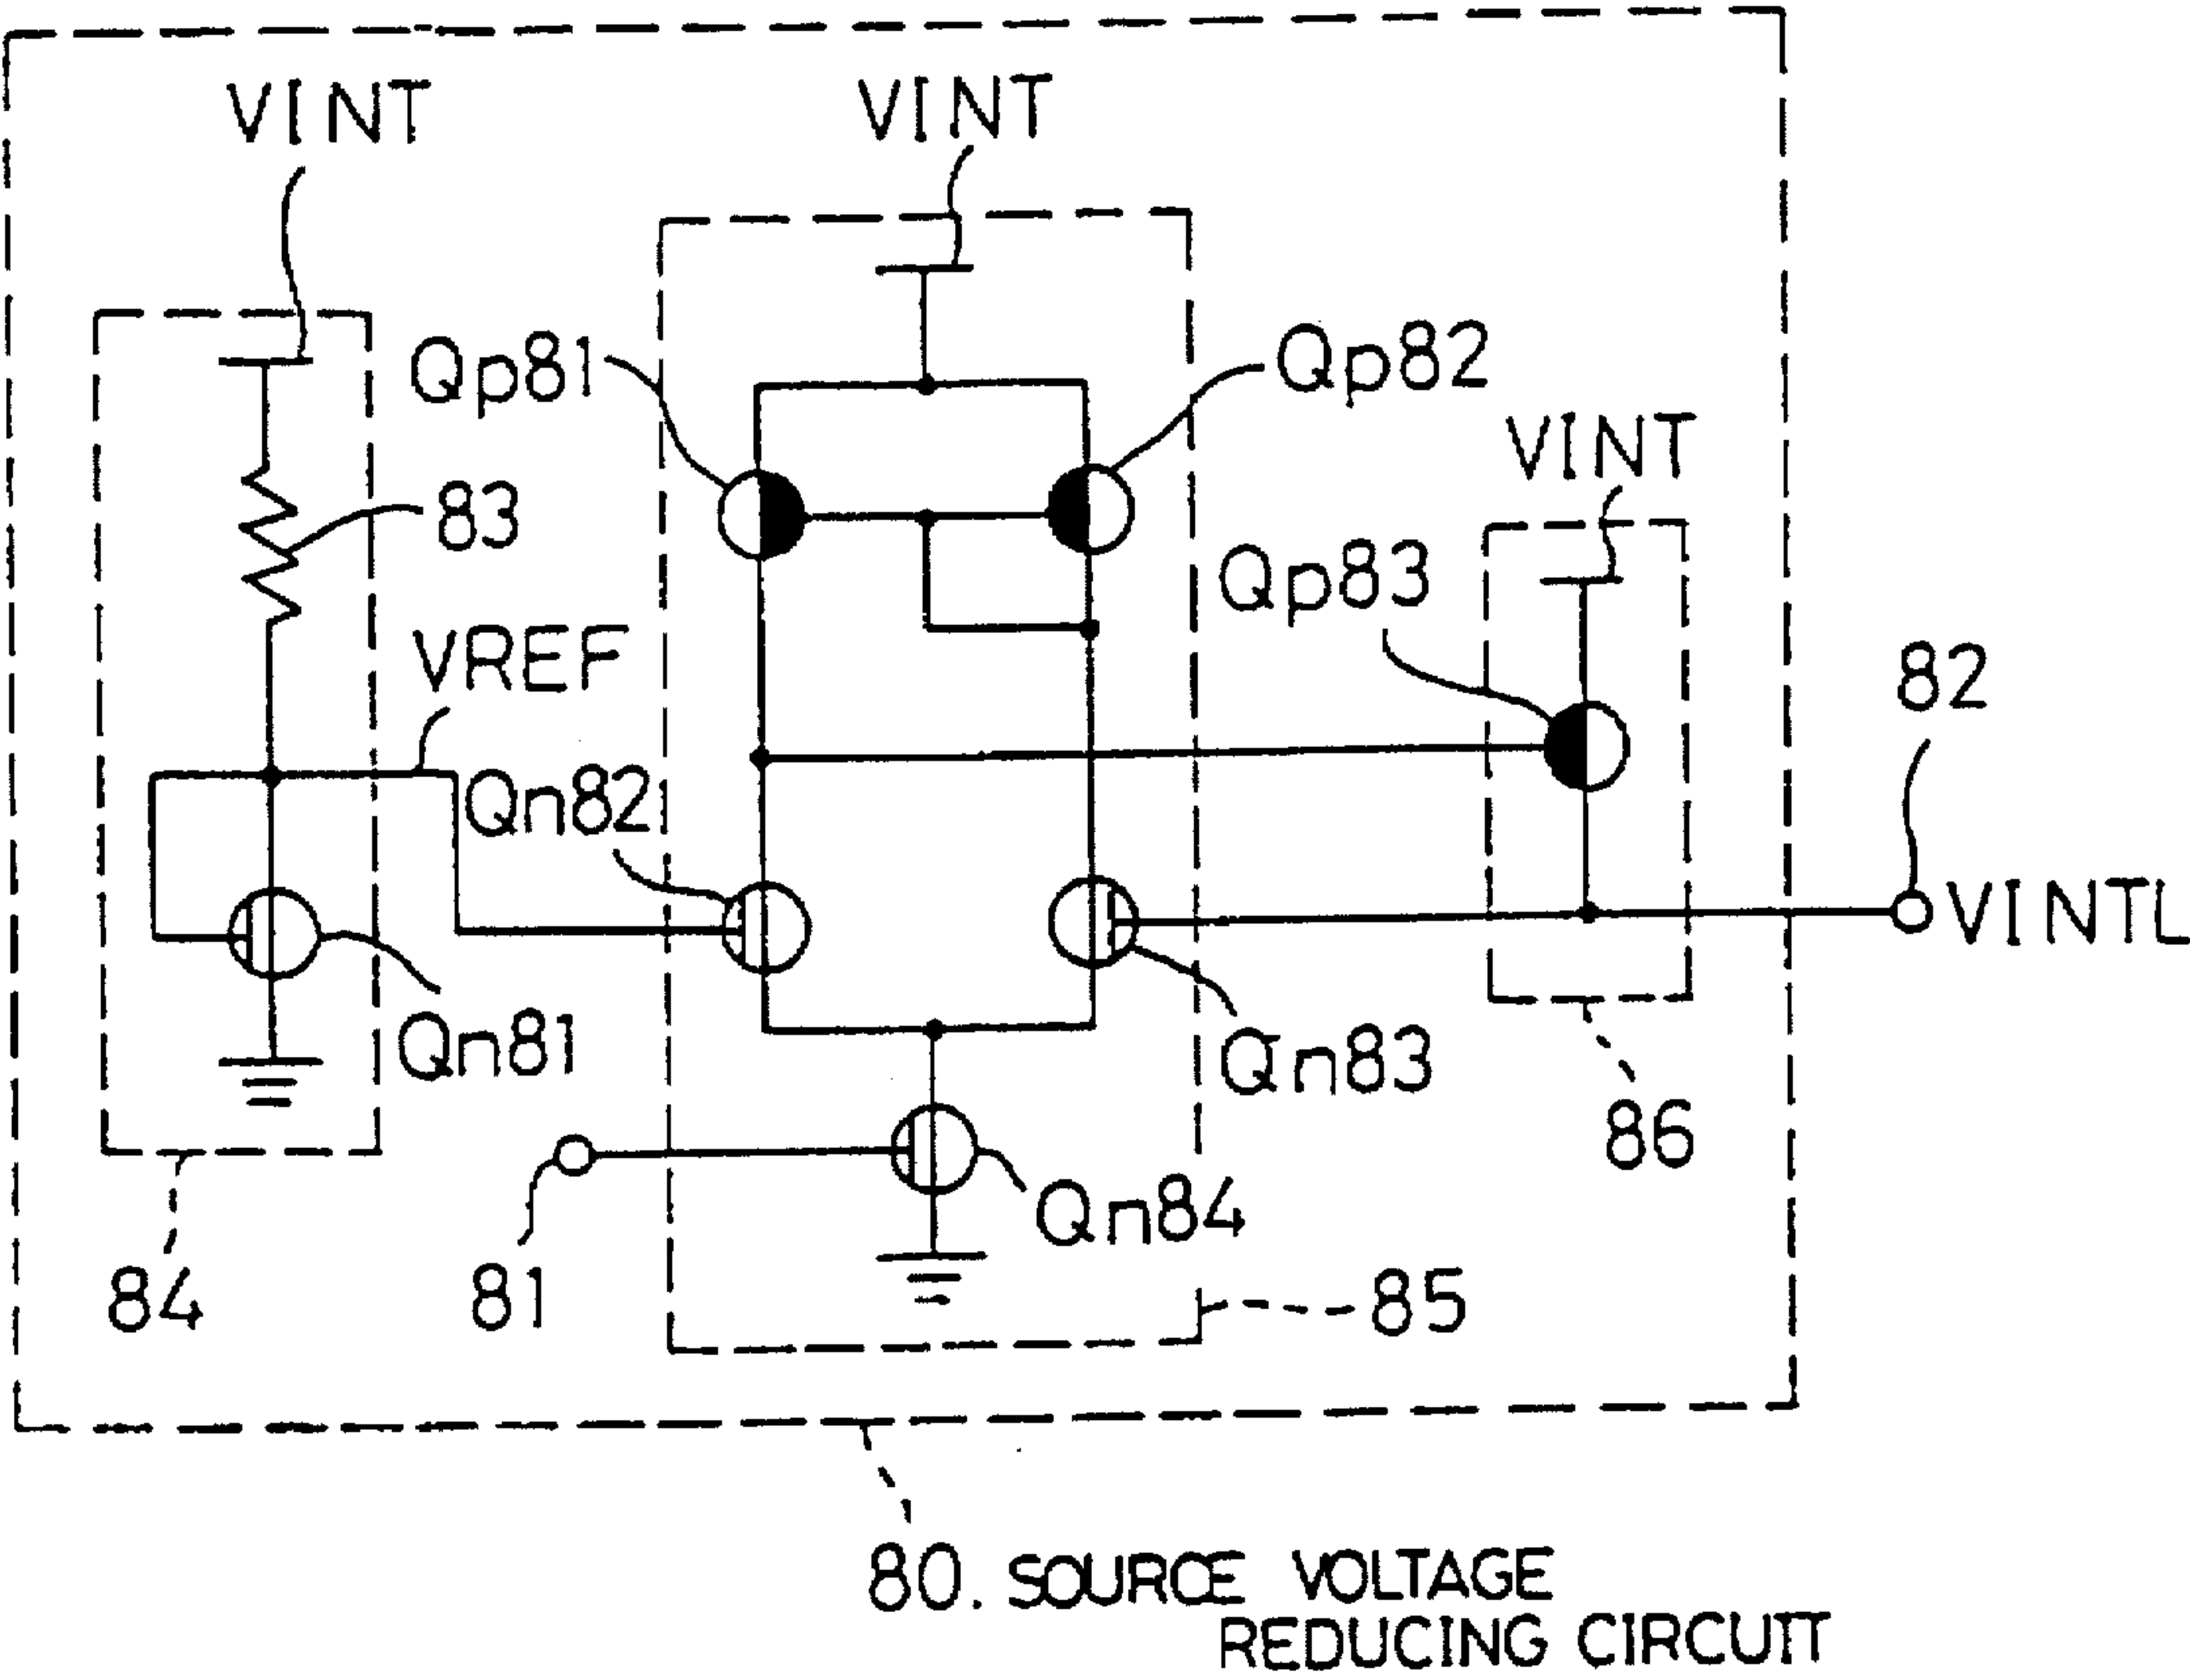 VINT
VINT
Qp81
Qp82
VINT
83
Qp83
VREF
82
Qn82
VINTL
Qn81
Qn83
86
Qn84
84
81
85
80. SOURCE VOLTAGE
REDUCING CIRCUIT